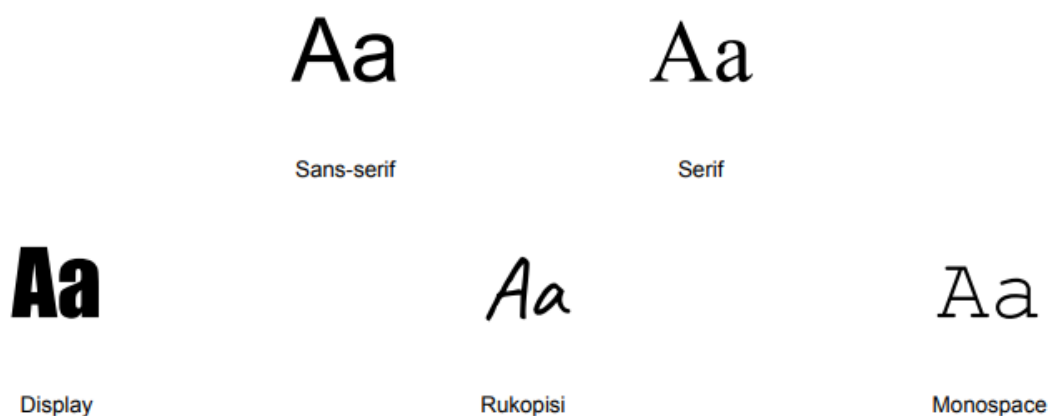 Aa Aa
Sans-serif Serif
Aa Aa Aa
Display Rukopisi Monospace